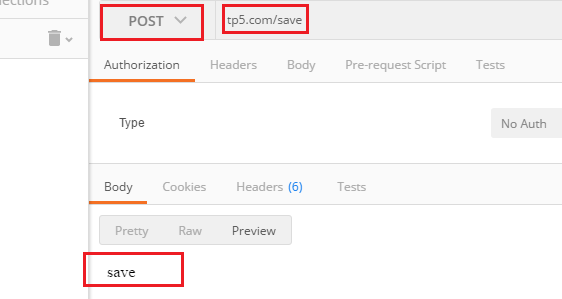 nections
POST tp5.com/save
Authorization Headers Body Pre-request Script Tests
Type No Auth
Body Cookies Headers (6) Tests
Pretty Raw Preview
save